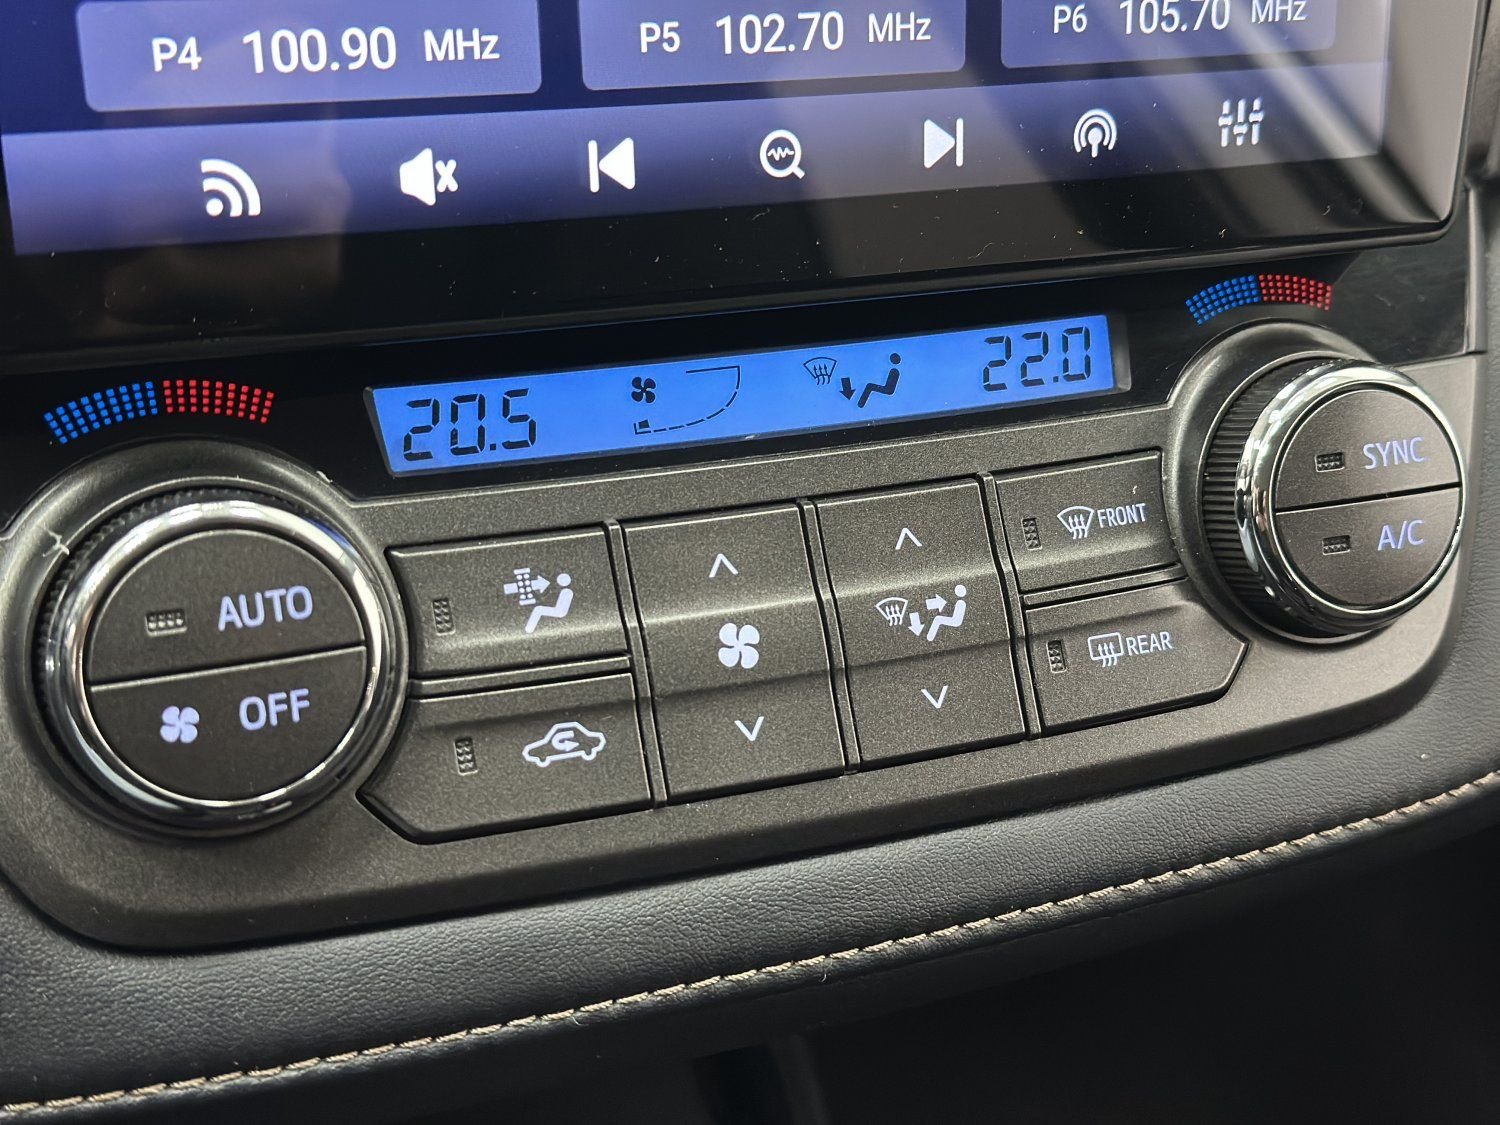 P4 100.90 MHz
P5 102.70 MHz
P6 105.70 MHz
20.5
22.0
AUTO
OFF
FRONT
REAR
SYNC
A/C